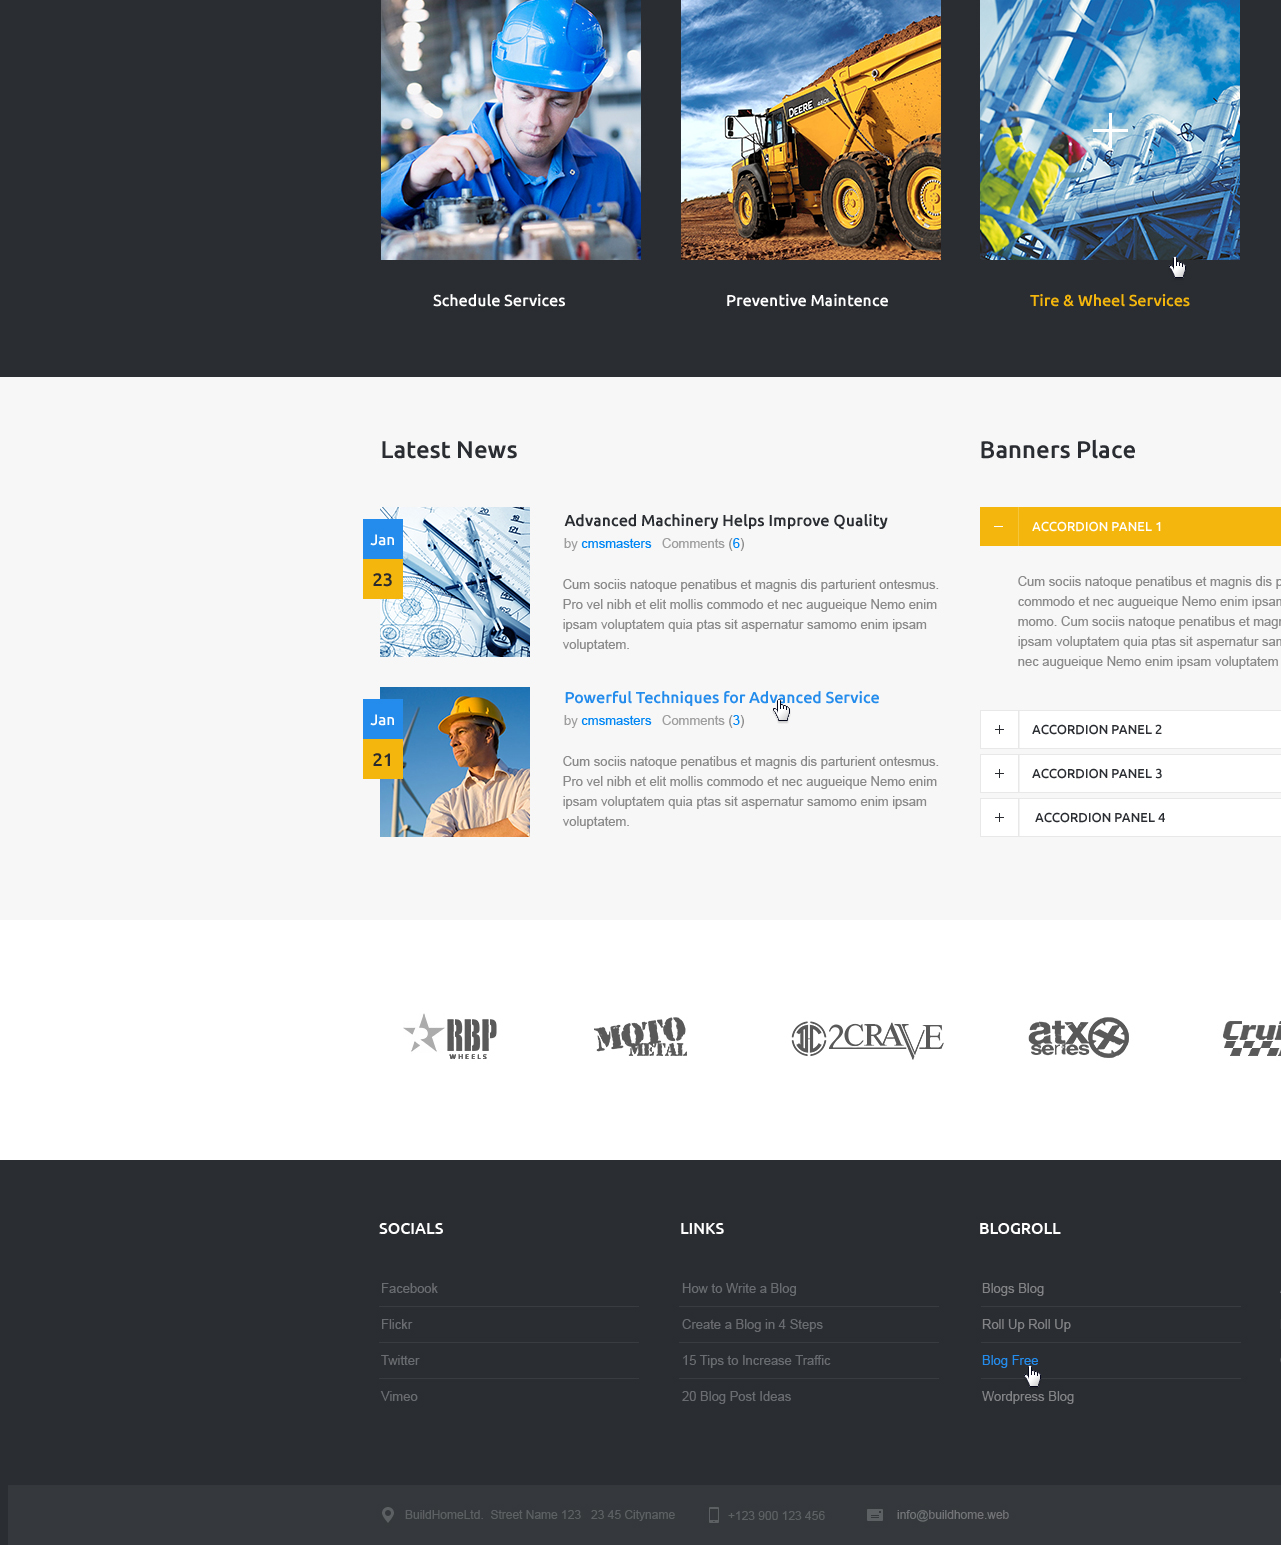 DEERE
Schedule Services
Preventive Maintence
Tire & Wheel Services
Latest News
Jan
23
Advanced Machinery Helps Improve Quality
by cmsmasters Comments (6)
Cum sociis natoque penatibus et magnis dis parturient ontesmus.
Pro vel nibh et elit mollis commodo et nec augueique Nemo enim
ipsam voluptatem quia ptas sit aspernatur samomo enim ipsam
voluptatem.
Jan
21
Powerful Techniques for Advanced Service
by cmsmasters Comments (3)
Cum sociis natoque penatibus et magnis dis parturient ontesmus.
Pro vel nibh et elit mollis commodo et nec augueique Nemo enim
ipsam voluptatem quia ptas sit aspernatur samomo enim ipsam
voluptatem.
Banners Place
ACCORDION PANEL 1
Cum sociis natoque penatibus et magnis dis p
commodo et nec augueique Nemo enim ipsam
momo. Cum sociis natoque penatibus et magn
ipsam voluptatem quia ptas sit aspernatur sam
nec augueique Nemo enim ipsam voluptatem
ACCORDION PANEL 2
ACCORDION PANEL 3
ACCORDION PANEL 4
RBP
WHEELS
MOTO
METAL
2CRAVE
atx
series
Crui
SOCIALS
Facebook
Flickr
Twitter
Vimeo
LINKS
How to Write a Blog
Create a Blog in 4 Steps
15 Tips to Increase Traffic
20 Blog Post Ideas
BLOGROLL
Blogs Blog
Roll Up Roll Up
Blog Free
Wordpress Blog
BuildHomeLtd. Street Name 123 23 45 Cityname
+123 900 123 456
info@buildhome.web